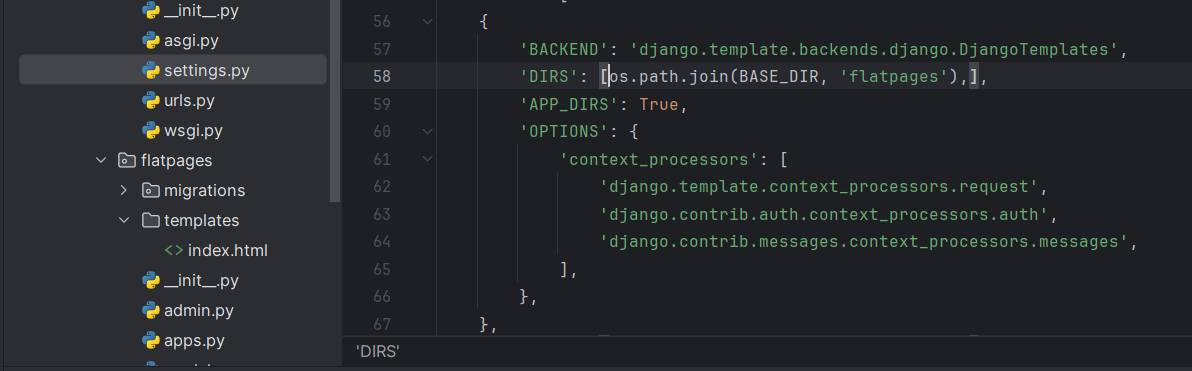 __init__.py
asgi.py
settings.py
urls.py
wsgi.py
flatpages
migrations
templates
<> index.html
__init__.py
admin.py
apps.py
56 {
57 'BACKEND': 'django.template.backends.django.DjangoTemplates',
58 'DIRS': [os.path.join(BASE_DIR, 'flatpages'),],
59 'APP_DIRS': True,
60 'OPTIONS': {
61 'context_processors': [
62 'django.template.context_processors.request',
63 'django.contrib.auth.context_processors.auth',
64 'django.contrib.messages.context_processors.messages',
65 ],
66 },
67 },
'DIRS'